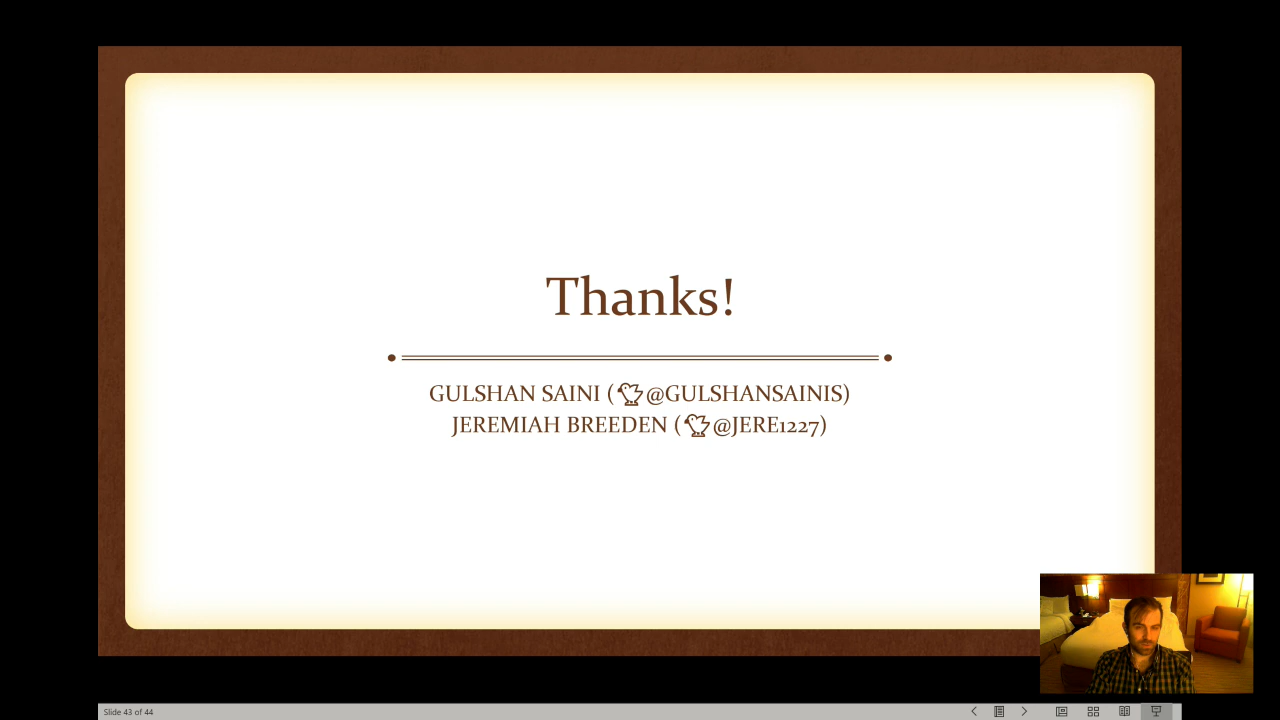 Thanks!
GULSHAN SAINI (@GULSHANSAINIS)
JEREMIAH BREEDEN (@JERE1227)
Slide 43 of 44